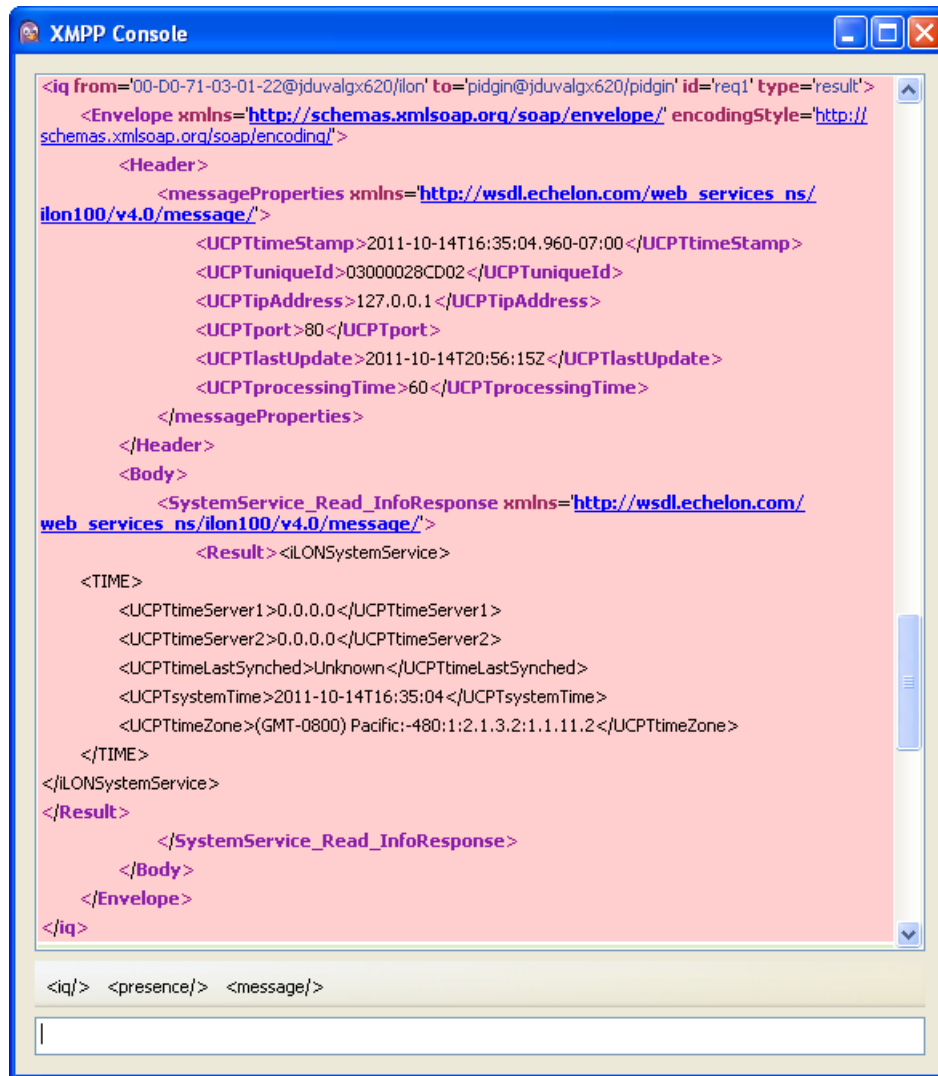 XMPP Console
<iq from='00-D0-71-03-01-22@jduvalgx620/ilon' to='pidgin@jduvalgx620/pidgin' id='req1' type='result'>
<Envelope xmlns='http://schemas.xmlsoap.org/soap/envelope/' encodingStyle='http://
schemas.xmlsoap.org/soap/encoding/'>
<Header>
<messageProperties xmlns='http://wsdl.echelon.com/web_services_ns/
ilon100/v4.0/message/'>
<UCPTtimeStamp>2011-10-14T16:35:04.960-07:00</UCPTtimeStamp>
<UCPTuniqueId>03000028CD02</UCPTuniqueId>
<UCPTipAddress>127.0.0.1</UCPTipAddress>
<UCPTport>80</UCPTport>
<UCPTlastUpdate>2011-10-14T20:56:15Z</UCPTlastUpdate>
<UCPTprocessingTime>60</UCPTprocessingTime>
</messageProperties>
</Header>
<Body>
<SystemService_Read_InfoResponse xmlns='http://wsdl.echelon.com/
web_services_ns/ilon100/v4.0/message/'>
<Result><iLONSystemService>
<TIME>
<UCPTtimeServer1>0.0.0.0</UCPTtimeServer1>
<UCPTtimeServer2>0.0.0.0</UCPTtimeServer2>
<UCPTtimeLastSynched>Unknown</UCPTtimeLastSynched>
<UCPTsystemTime>2011-10-14T16:35:04</UCPTsystemTime>
<UCPTtimeZone>(GMT-0800) Pacific:-480:1:2.1.3.2:1.1.11.2</UCPTtimeZone>
</TIME>
</iLONSystemService>
</Result>
</SystemService_Read_InfoResponse>
</Body>
</Envelope>
</iq>
<iq/> <presence/> <message/>